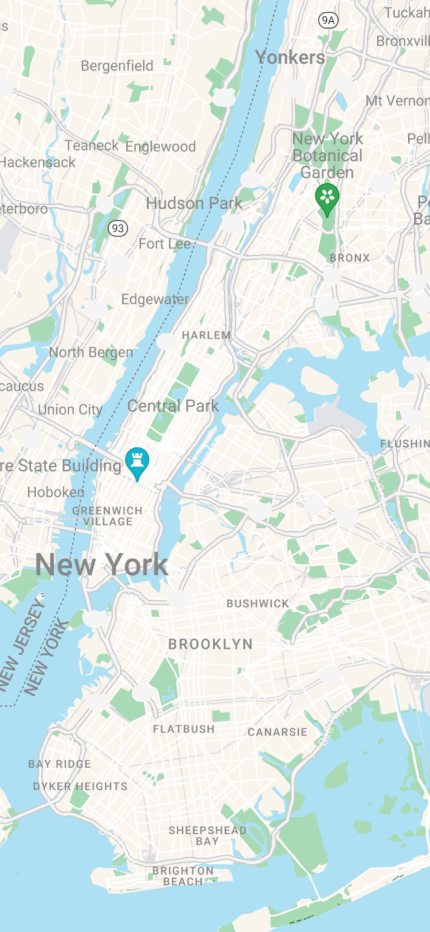 9A
Tuckah
Yonkers
Bronxvill
Bergenfield
Mt Vernon
New York
Botanical
Garden
Pell
Teaneck
Englewood
Hackensack
Hudson Park
eterboro
Pe
Ba
93
Fort Lee
BRONX
Edgewater
HARLEM
North Bergen
caucus
Union City
Central Park
FLUSHIN
re State Building
Hoboken
GREENWICH
VILLAGE
New York
NEW JERSEY
NEW YORK
BUSHWICK
BROOKLYN
FLATBUSH
CANARSIE
BAY RIDGE
DYKER HEIGHTS
SHEEPSHEAD
BAY
BRIGHTON
BEACH